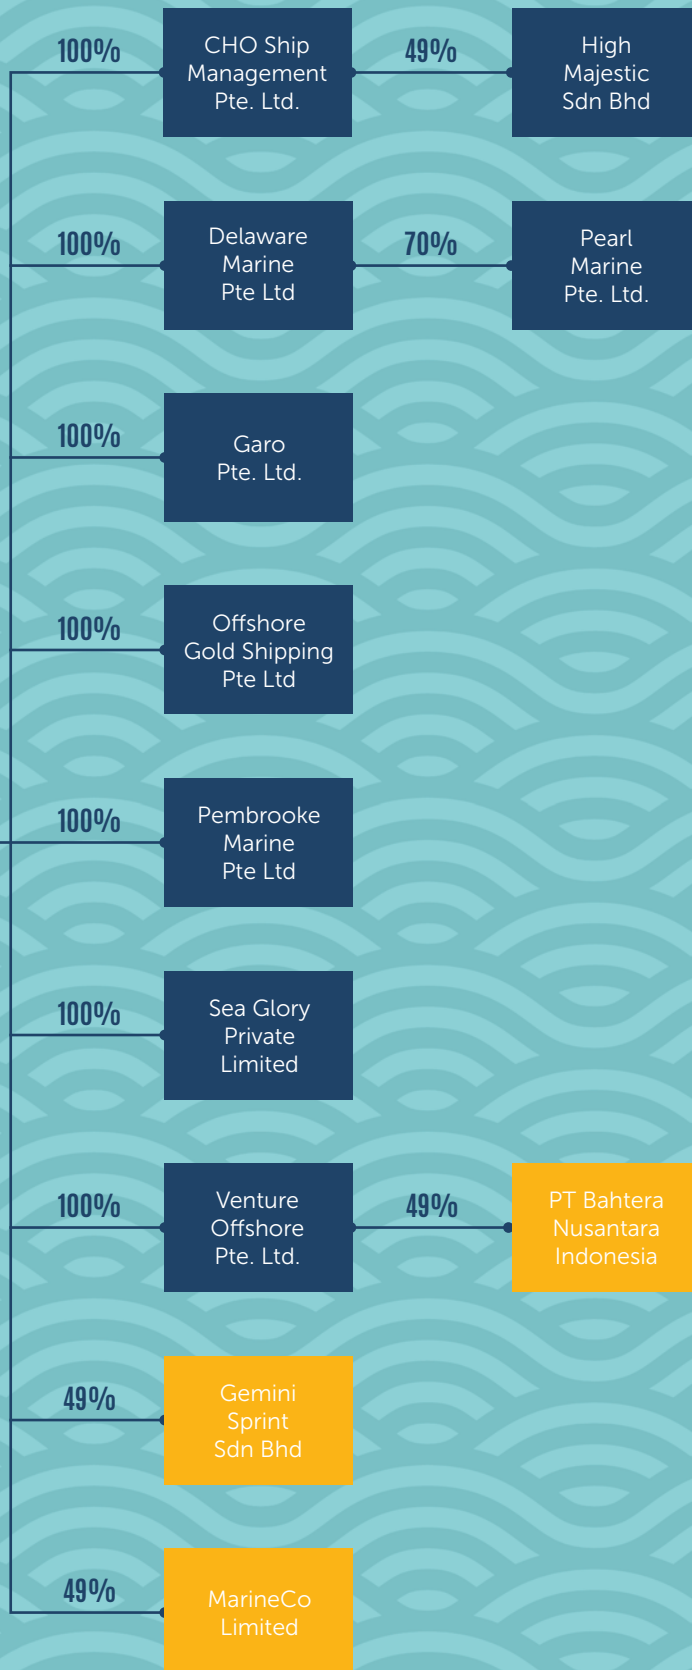 100%
CHO Ship
Management
Pte. Ltd.
49%
High
Majestic
Sdn Bhd
100%
Delaware
Marine
Pte Ltd
70%
Pearl
Marine
Pte. Ltd.
100%
Garo
Pte. Ltd.
100%
Offshore
Gold Shipping
Pte Ltd
100%
Pembrooke
Marine
Pte Ltd
100%
Sea Glory
Private
Limited
100%
Venture
Offshore
Pte. Ltd.
49%
PT Bahtera
Nusantara
Indonesia
49%
Gemini
Sprint
Sdn Bhd
49%
MarineCo
Limited